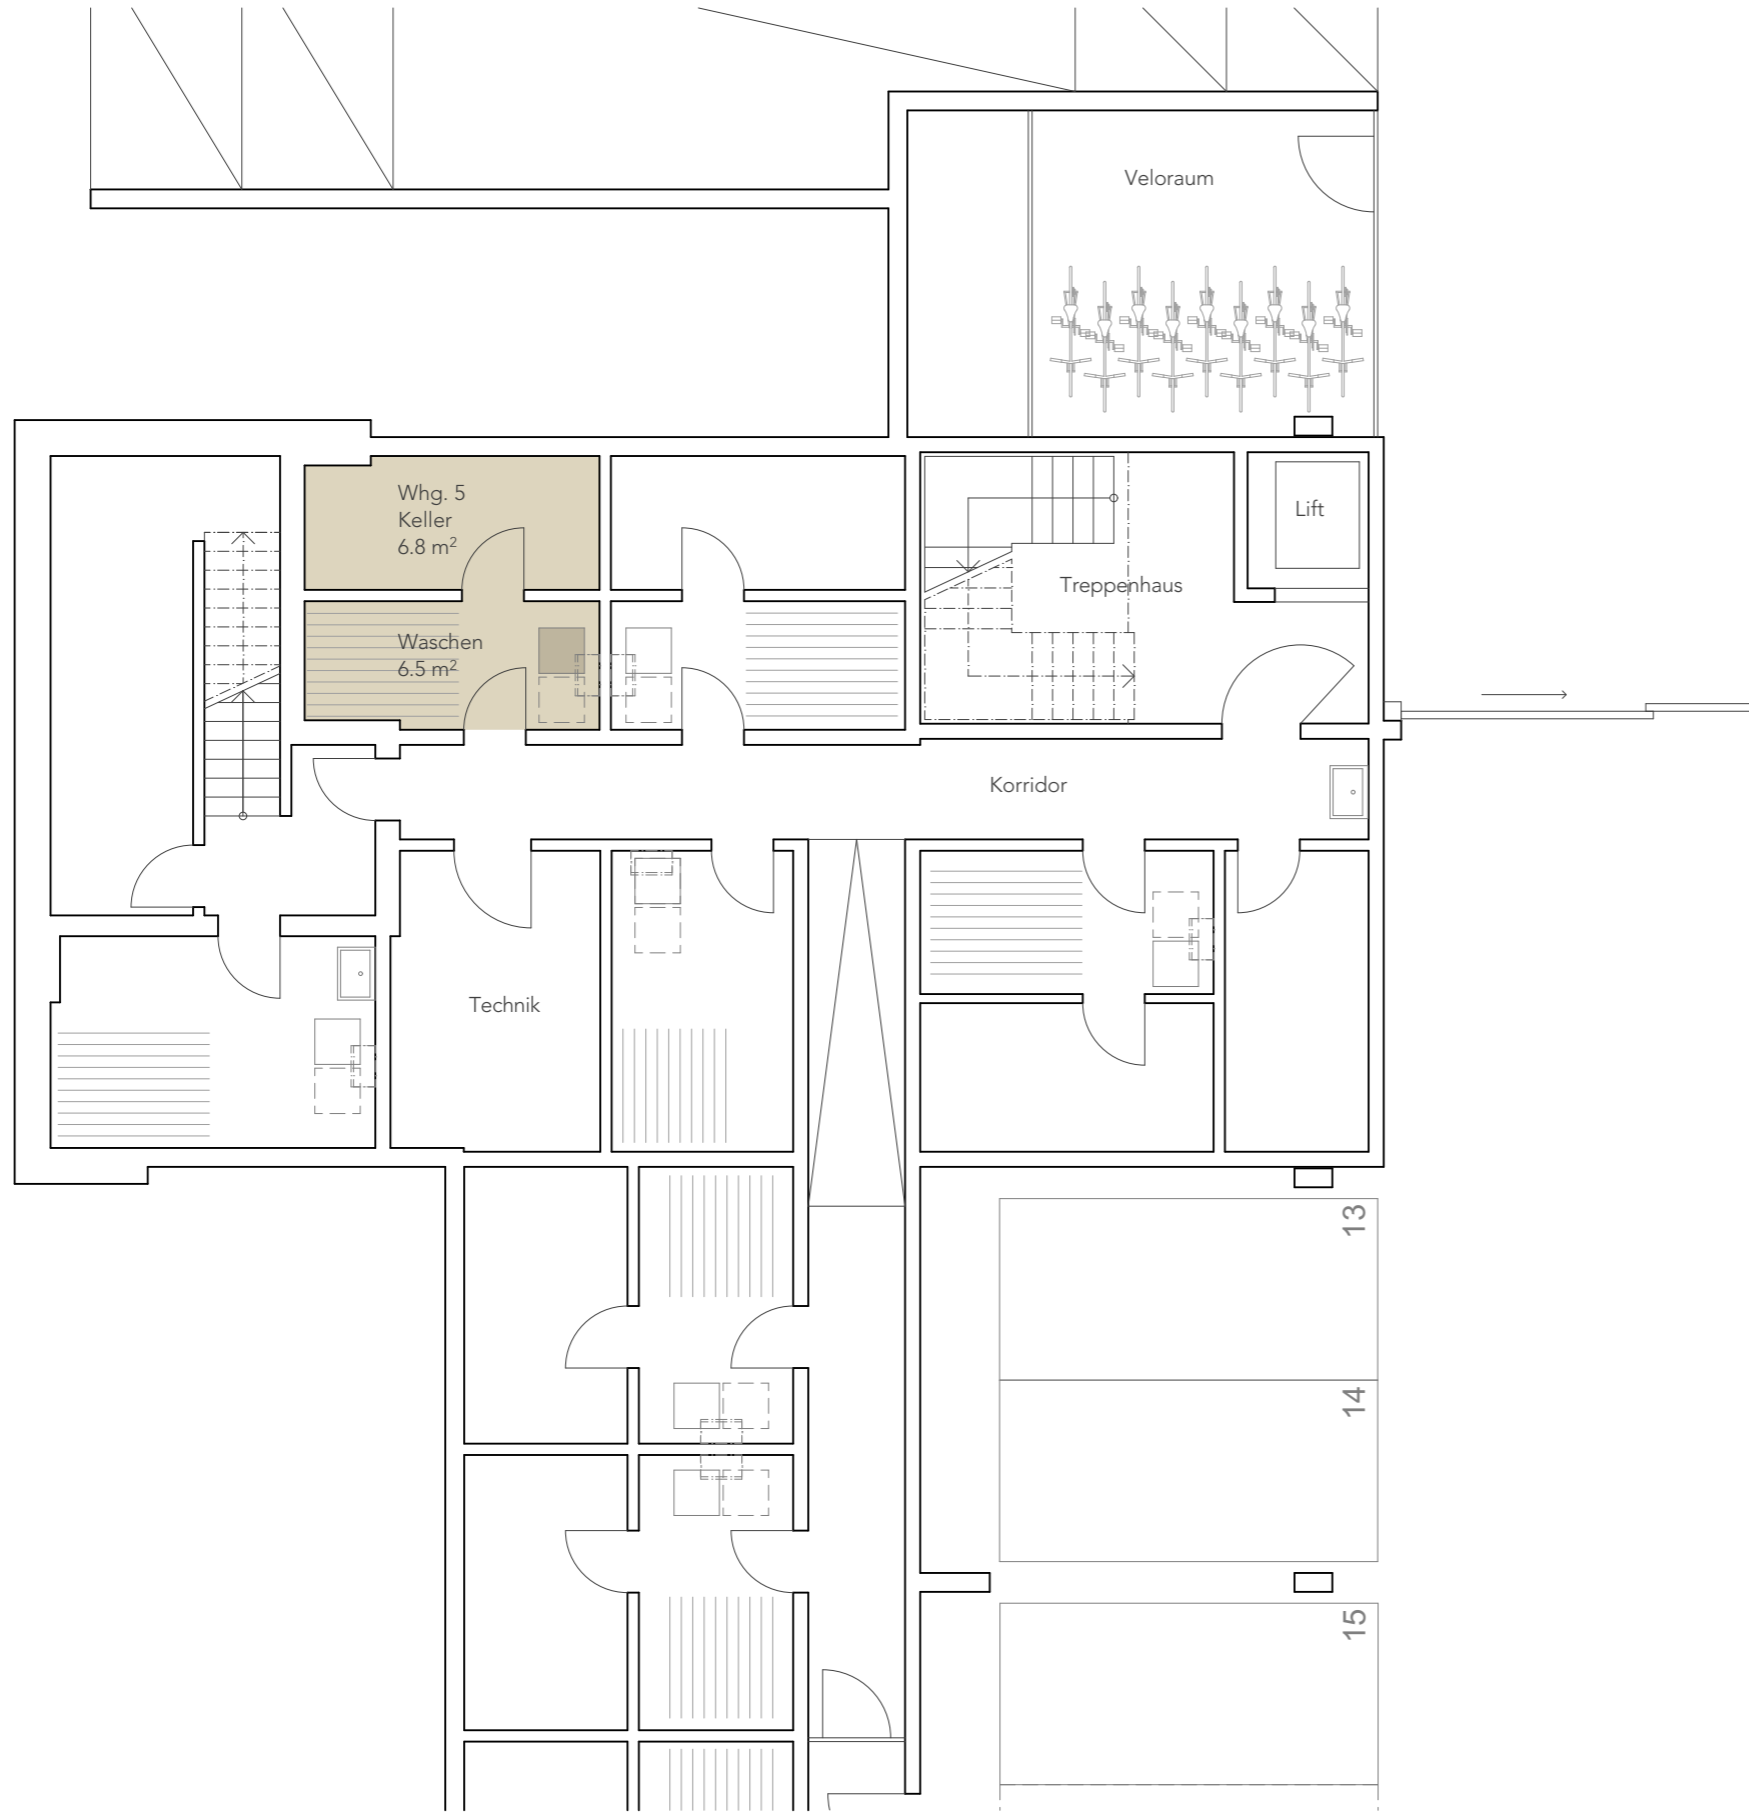 Veloraum
Whg. 5
Keller
6.8 m²
Lift
Treppenhaus
Waschen
6.5 m²
Korridor
Technik
13
14
15